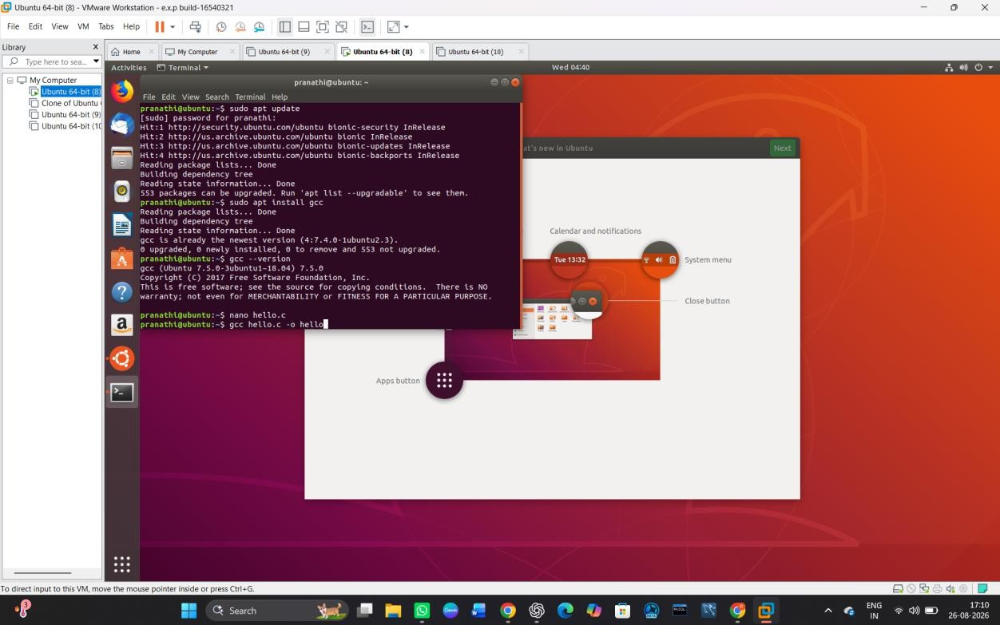 Ubuntu 64-bit (8) - VMware Workstation - e.x.p build-16540321
File Edit View VM Tabs Help
Library
Type here to sea...
Home
My Computer
Ubuntu 64-bit (9)
Ubuntu 64-bit (8)
Ubuntu 64-bit (10)
My Computer
Ubuntu 64-bit (8)
Clone of Ubuntu
Ubuntu 64-bit (9)
Ubuntu 64-bit (10
Activities Terminal Wed 04:40
pranathi@ubuntu: ~
File Edit View Search Terminal Help
pranathi@ubuntu:~$ sudo apt update
[sudo] password for pranathi:
Hit:1 http://security.ubuntu.com/ubuntu bionic-security InRelease
Hit:2 http://us.archive.ubuntu.com/ubuntu bionic InRelease
Hit:3 http://us.archive.ubuntu.com/ubuntu bionic-updates InRelease
Hit:4 http://us.archive.ubuntu.com/ubuntu bionic-backports InRelease
Reading package lists... Done
Building dependency tree
Reading state information... Done
553 packages can be upgraded. Run 'apt list --upgradable' to see them.
pranathi@ubuntu:~$ sudo apt install gcc
Reading package lists... Done
Building dependency tree
Reading state information... Done
gcc is already the newest version (4:7.4.0-1ubuntu2.3).
0 upgraded, 0 newly installed, 0 to remove and 553 not upgraded.
pranathi@ubuntu:~$ gcc --version
gcc (Ubuntu 7.5.0-3ubuntu1~18.04) 7.5.0
Copyright (C) 2017 Free Software Foundation, Inc.
This is free software; see the source for copying conditions.  There is NO
warranty; not even for MERCHANTABILITY or FITNESS FOR A PARTICULAR PURPOSE.
pranathi@ubuntu:~$ nano hello.c
pranathi@ubuntu:~$ gcc hello.c -o hello
at's new in Ubuntu
Next
Calendar and notifications
Tue 13:32
System menu
Close button
Apps button
To direct input to this VM, move the mouse pointer inside or press Ctrl+G.
3
Search
ENG
IN
17:10
26-08-2026